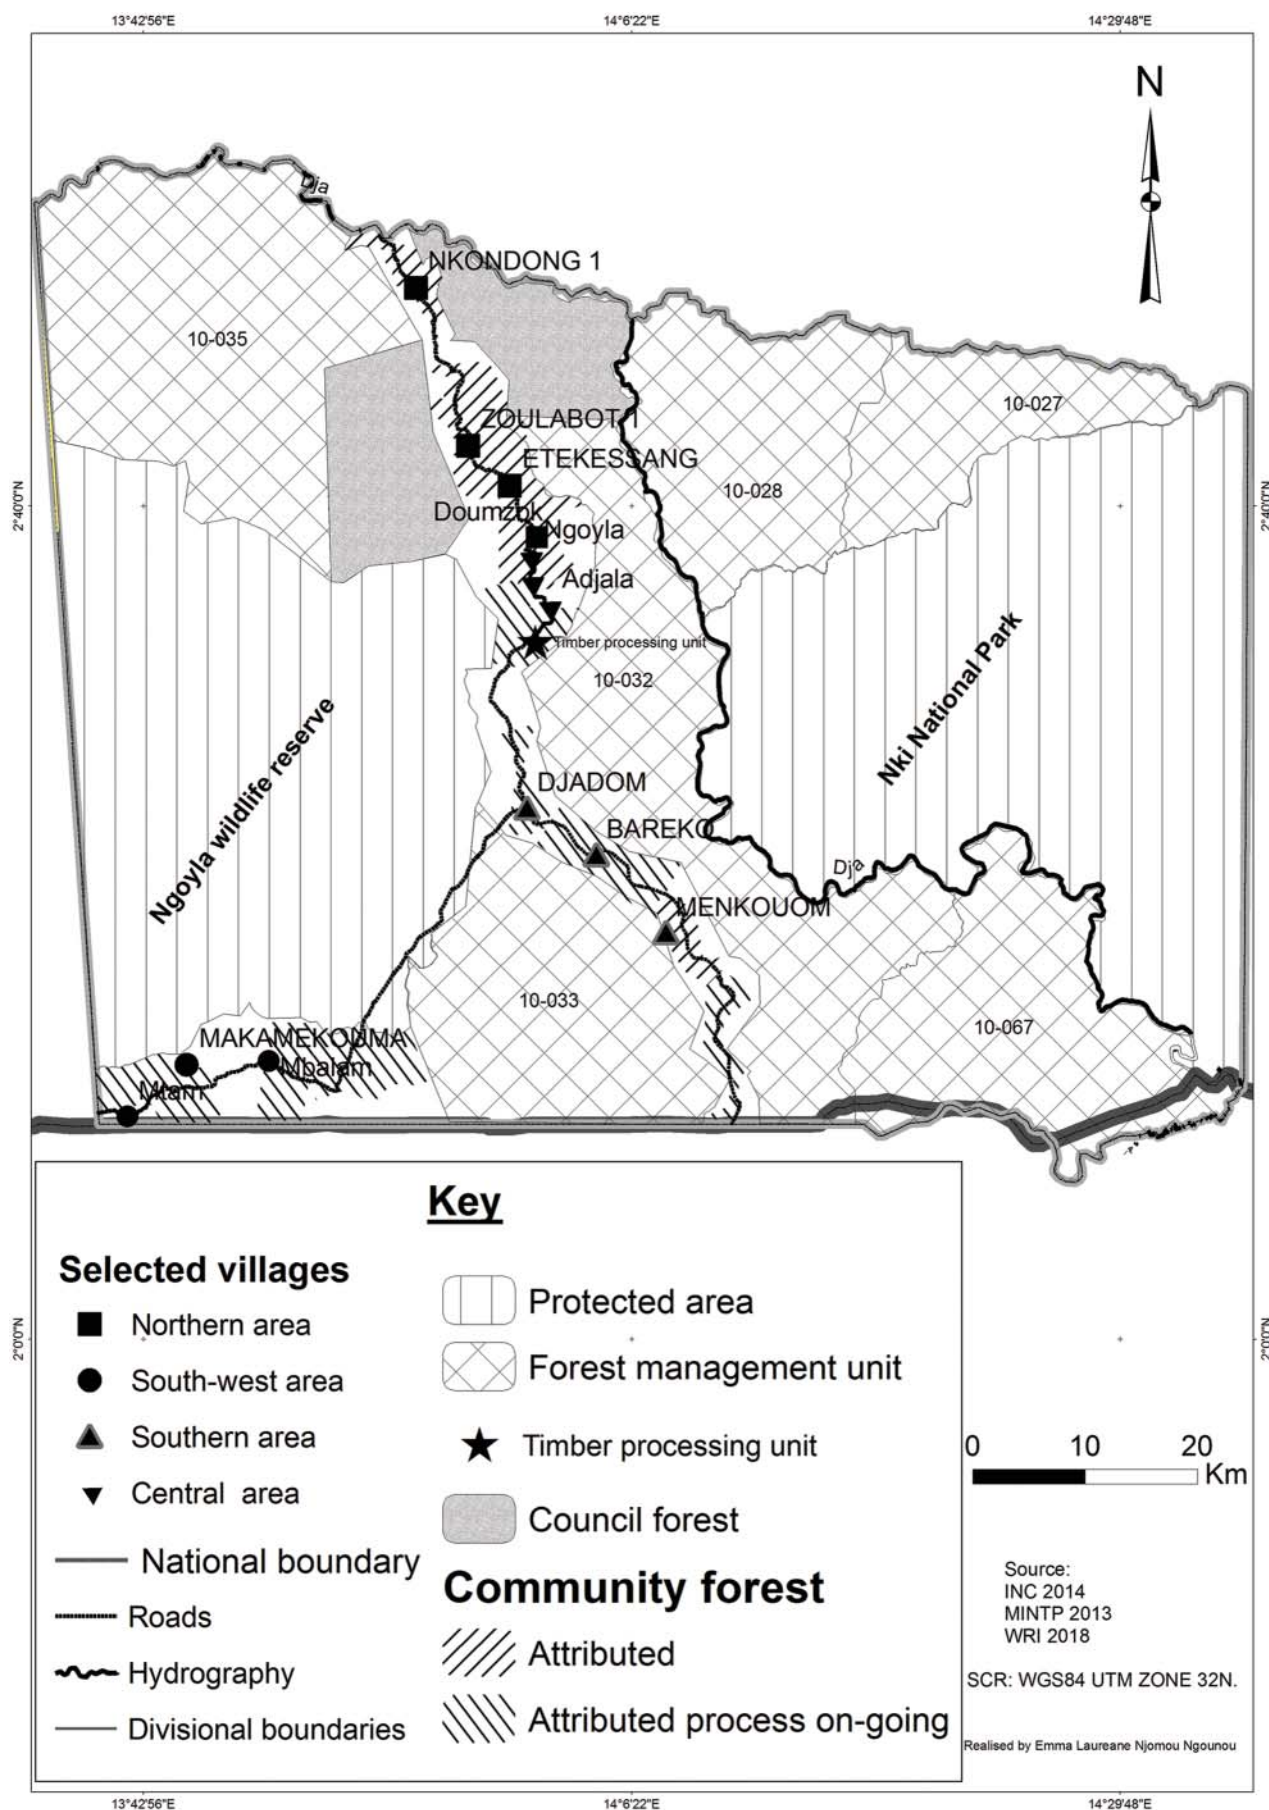 13°42'56"E 14°6'22"E 14°29'48"E
N
Dja
NKONDONG 1
10-035
10-027
ZOULABOT 1
ETEKESSANG
10-028
2°40'0"N 2°40'0"N
Doumzok
Ngoyla
Adjala
Timber processing unit
10-032
Nki National Park
Ngoyla wildlife reserve
DJADOM
BAREKO
Dja
MENKOUOM
10-033
10-067
MAKAMEKOUMA
Mbalam
Mtam
Key
Selected villages
Northern area
South-west area
Southern area
Central area
National boundary
Roads
Hydrography
Divisional boundaries
Protected area
Forest management unit
Timber processing unit
Council forest
Community forest
Attributed
Attributed process on-going
2°0'0"N 2°0'0"N
0 10 20
Km
Source:
INC 2014
MINTP 2013
WRI 2018
SCR: WGS84 UTM ZONE 32N.
Realised by Emma Laureane Njomou Ngounou
13°42'56"E 14°6'22"E 14°29'48"E